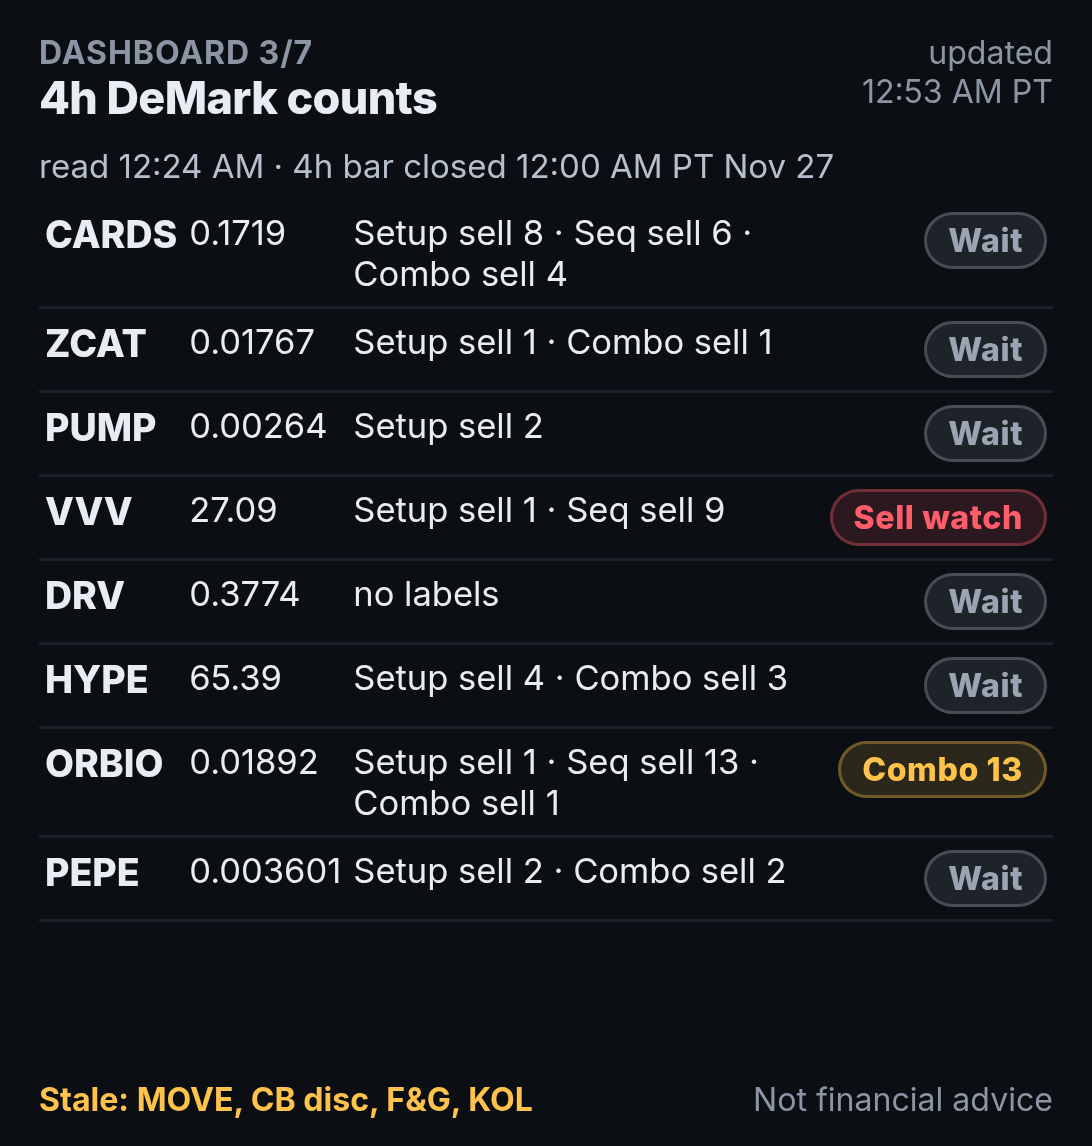 DASHBOARD 3/7
updated
4h DeMark counts
12:53 AM PT
read 12:24 AM · 4h bar closed 12:00 AM PT Nov 27
CARDS 0.1719 Setup sell 8 · Seq sell 6 · Wait
Combo sell 4
ZCAT 0.01767 Setup sell 1 · Combo sell 1 Wait
PUMP 0.00264 Setup sell 2 Wait
VVV 27.09 Setup sell 1 · Seq sell 9 Sell watch
DRV 0.3774 no labels Wait
HYPE 65.39 Setup sell 4 · Combo sell 3 Wait
ORBIO 0.01892 Setup sell 1 · Seq sell 13 · Combo 13
Combo sell 1
PEPE 0.003601 Setup sell 2 · Combo sell 2 Wait
Stale: MOVE, CB disc, F&G, KOL Not financial advice